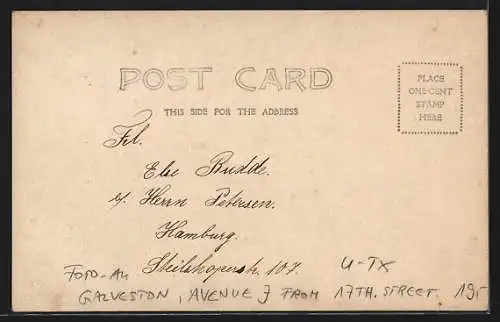 POST CARD
THIS SIDE FOR THE ADDRESS
PLACE
ONE-CENT
STAMP
HERE
Frl.
Else Budde.
Herrn Petersen.
Hamburg.
Steilshoperstr. 107.
FOTO-AK
U-TX
GALVESTON, AVENUE J FROM 17TH. STREET. 19,-